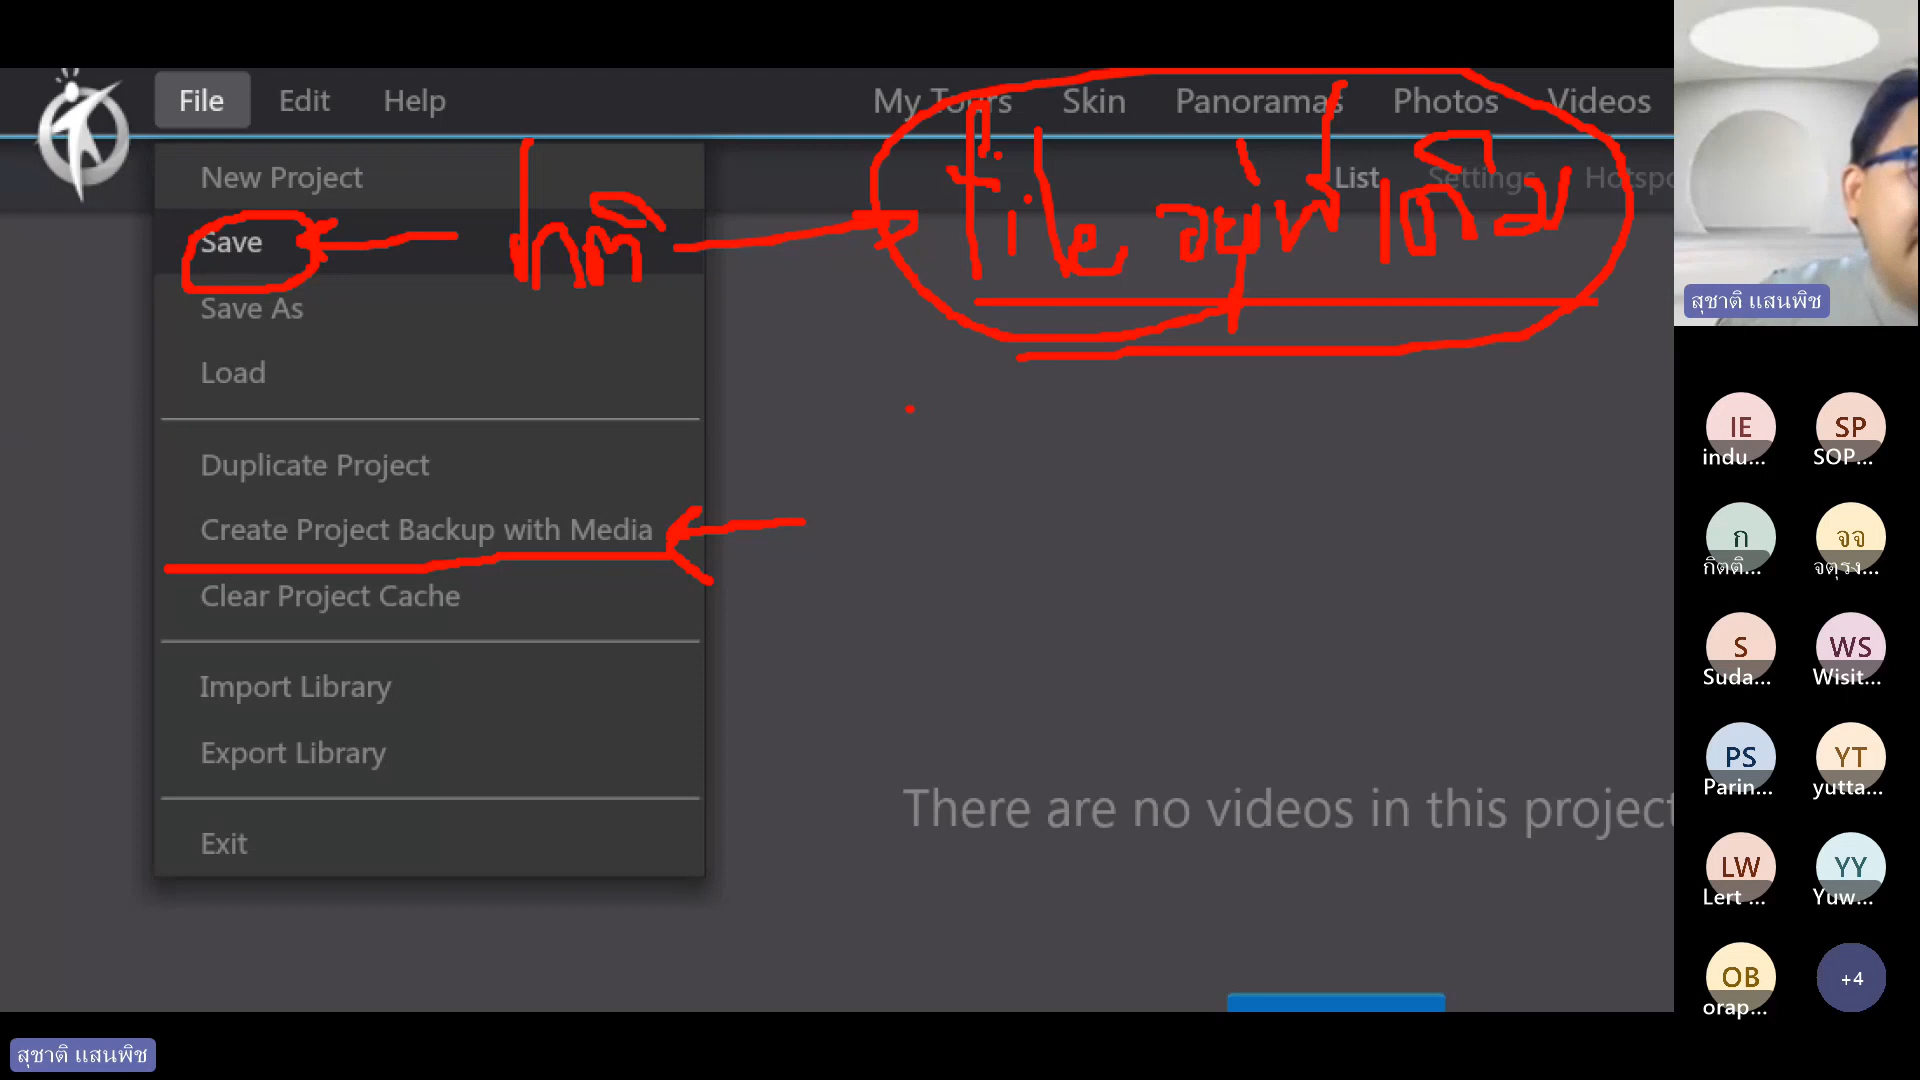 File Edit Help My Tours Skin Panoramas Photos Videos
New Project
List Settings Hotspo
Save
ปกติ
file อยู่ที่เดิม
สุชาติ แสนพิช
Save As
Load
IE SP
indu... SOP...
Duplicate Project
Create Project Backup with Media
ก จจ
กิตติ... จตุรง...
Clear Project Cache
S WS
Suda... Wisit...
Import Library
Export Library
PS YT
Parin... yutta...
There are no videos in this project
Exit
LW YY
Lert ... Yuw...
OB +4
orap...
สุชาติ แสนพิช